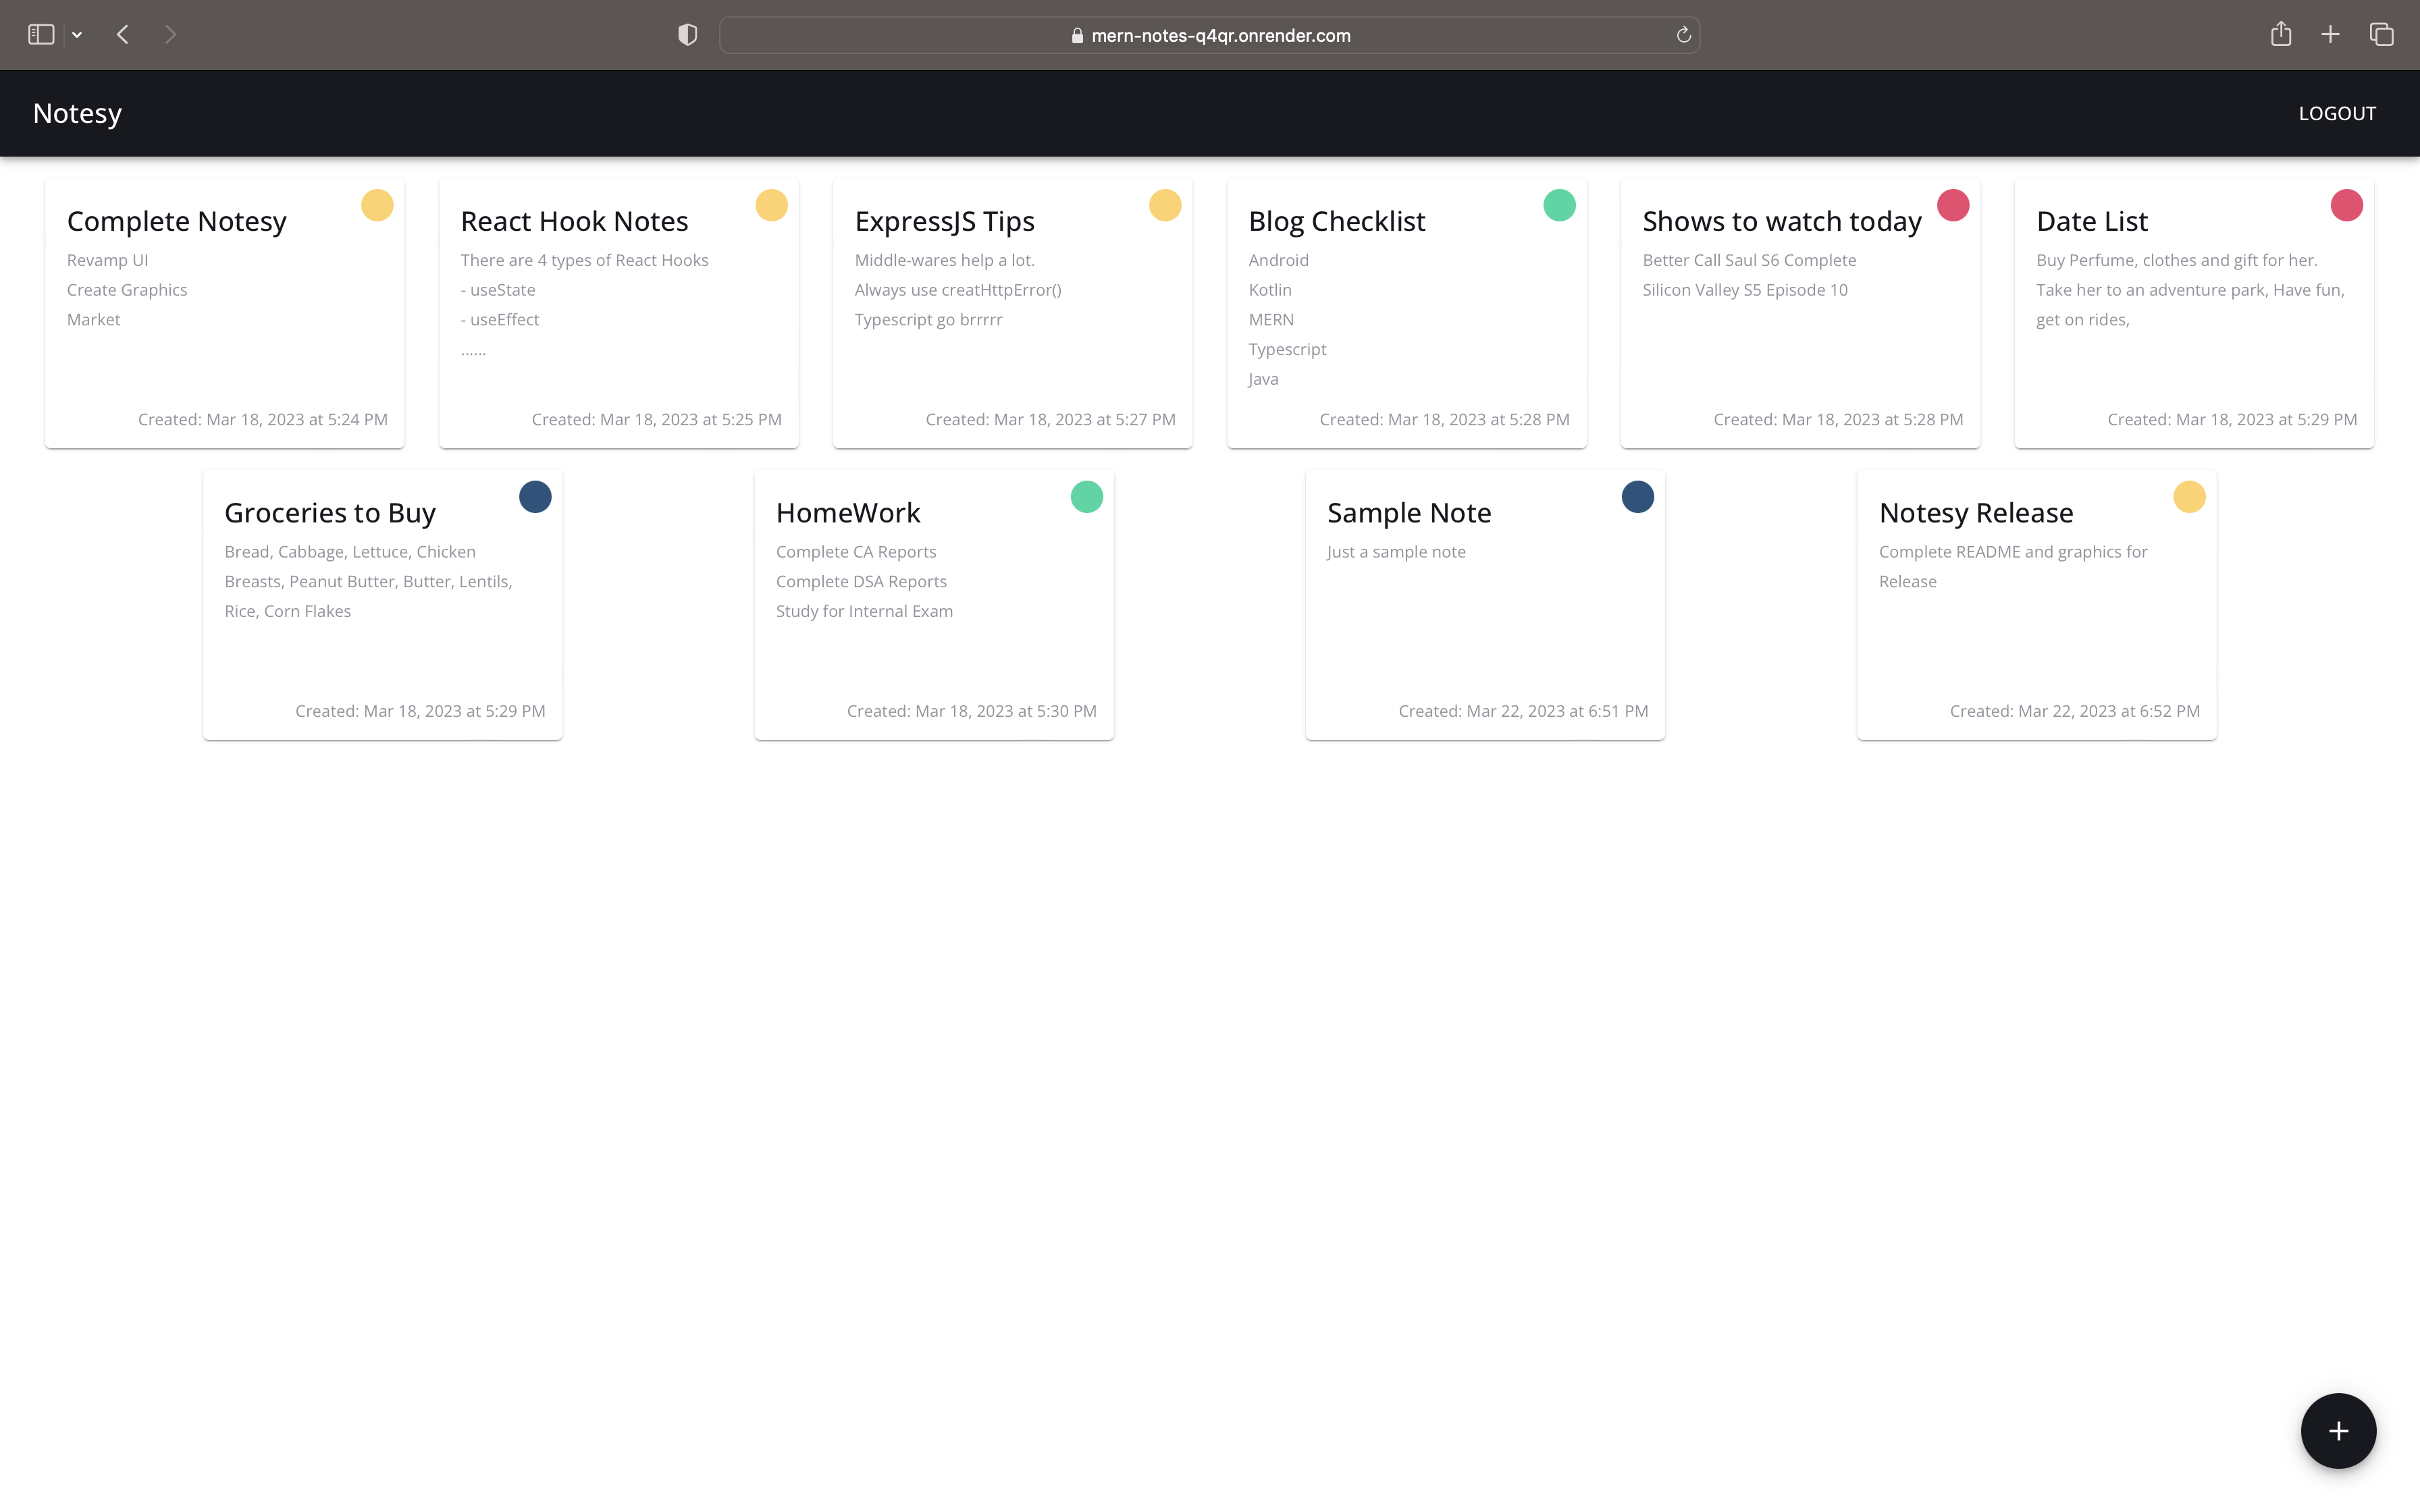 mern-notes-q4qr.onrender.com
Notesy
LOGOUT
Complete Notesy
Revamp UI
Create Graphics
Market
Created: Mar 18, 2023 at 5:24 PM
React Hook Notes
There are 4 types of React Hooks
- useState
- useEffect
......
Created: Mar 18, 2023 at 5:25 PM
ExpressJS Tips
Middle-wares help a lot.
Always use creatHttpError()
Typescript go brrrrr
Created: Mar 18, 2023 at 5:27 PM
Blog Checklist
Android
Kotlin
MERN
Typescript
Java
Created: Mar 18, 2023 at 5:28 PM
Shows to watch today
Better Call Saul S6 Complete
Silicon Valley S5 Episode 10
Created: Mar 18, 2023 at 5:28 PM
Date List
Buy Perfume, clothes and gift for her.
Take her to an adventure park, Have fun,
get on rides,
Created: Mar 18, 2023 at 5:29 PM
Groceries to Buy
Bread, Cabbage, Lettuce, Chicken
Breasts, Peanut Butter, Butter, Lentils,
Rice, Corn Flakes
Created: Mar 18, 2023 at 5:29 PM
HomeWork
Complete CA Reports
Complete DSA Reports
Study for Internal Exam
Created: Mar 18, 2023 at 5:30 PM
Sample Note
Just a sample note
Created: Mar 22, 2023 at 6:51 PM
Notesy Release
Complete README and graphics for
Release
Created: Mar 22, 2023 at 6:52 PM